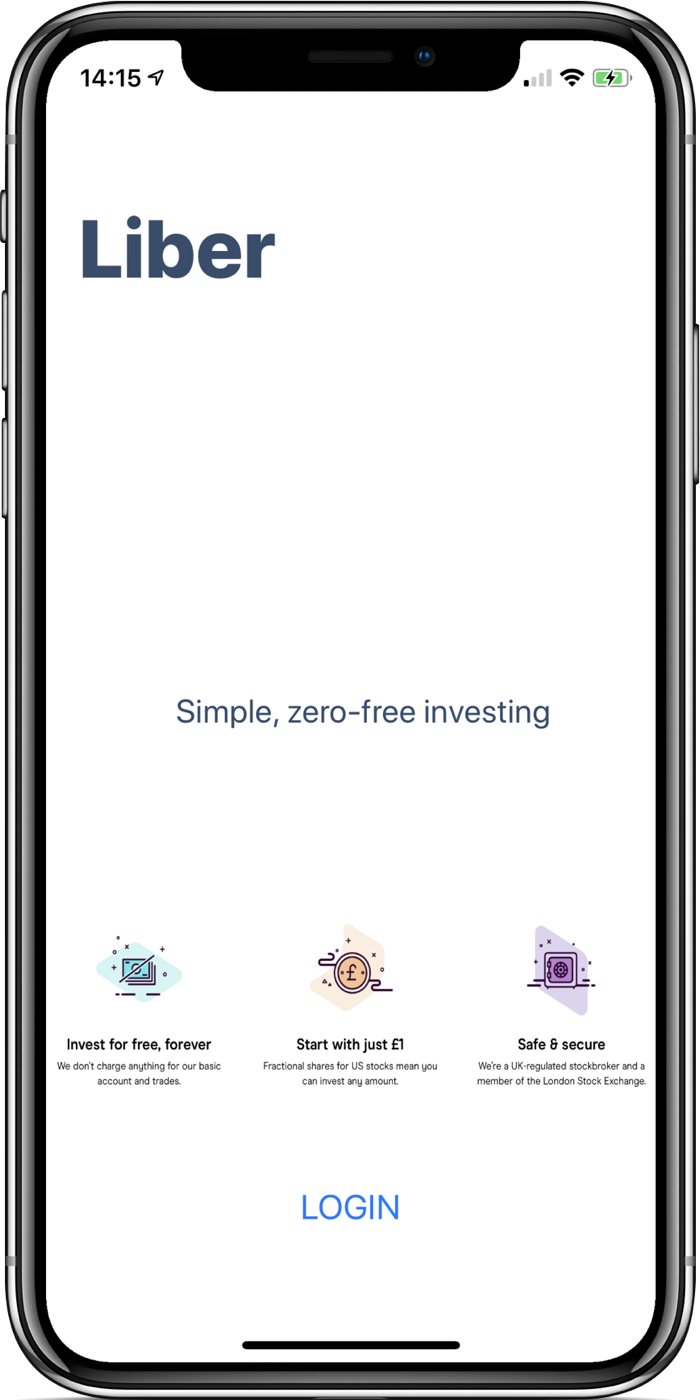 14:15
Liber
Simple, zero-free investing
Invest for free, forever
We don't charge anything for our basic
account and trades.
Start with just £1
Fractional shares for US stocks mean you
can invest any amount.
Safe & secure
We're a UK-regulated stockbroker and a
member of the London Stock Exchange.
LOGIN